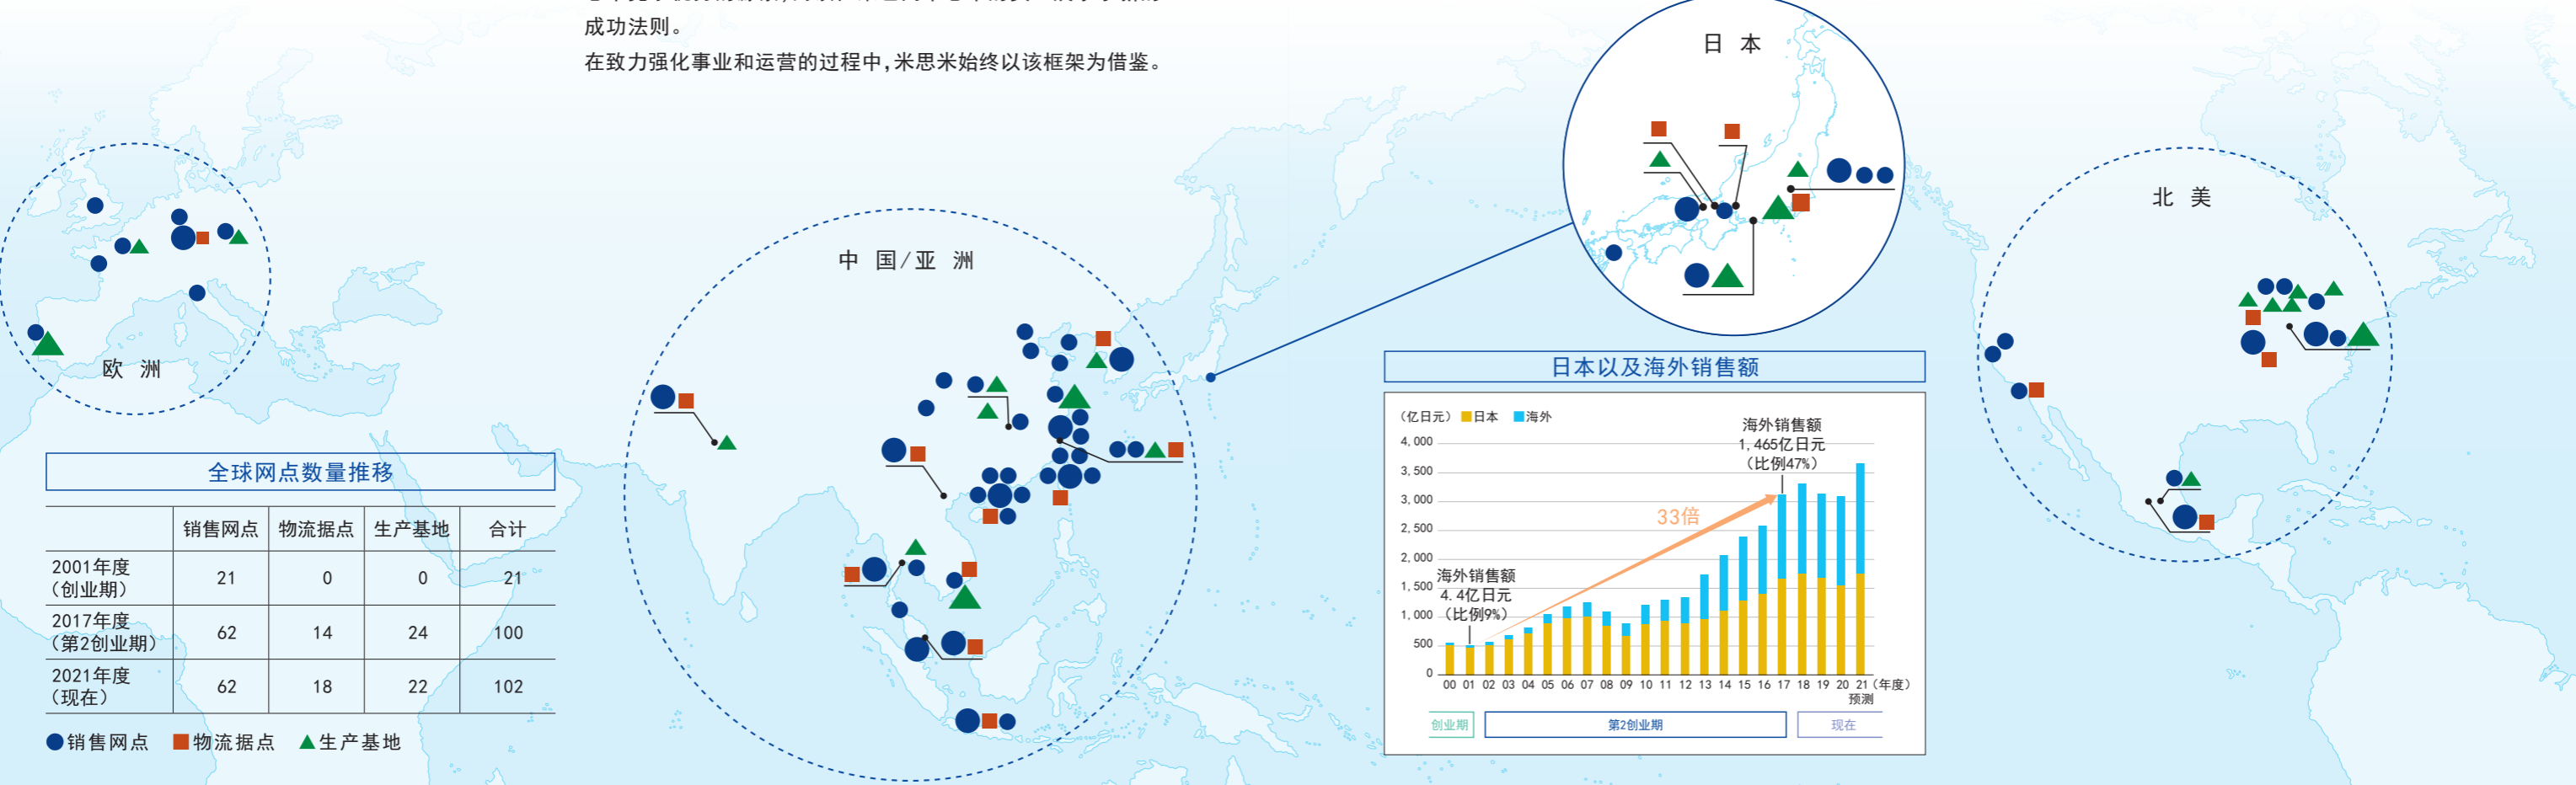 成功法则。
在致力强化事业和运营的过程中,米思米始终以该框架为借鉴。
日 本
北 美
中 国/亚 洲
欧 洲
全球网点数量推移
销售网点 物流据点 生产基地 合计
2001年度
(创业期) 21 0 0 21
2017年度
(第2创业期) 62 14 24 100
2021年度
(现在) 62 18 22 102
销售网点 物流据点 生产基地
日本以及海外销售额
(亿日元) 日本 海外
4,000
3,500
3,000
2,500
2,000
1,500
1,000
500
0
海外销售额
1,465亿日元
(比例47%)
33倍
海外销售额
4.4亿日元
(比例9%)
00 01 02 03 04 05 06 07 08 09 10 11 12 13 14 15 16 17 18 19 20 21(年度)
预测
创业期 第2创业期 现在